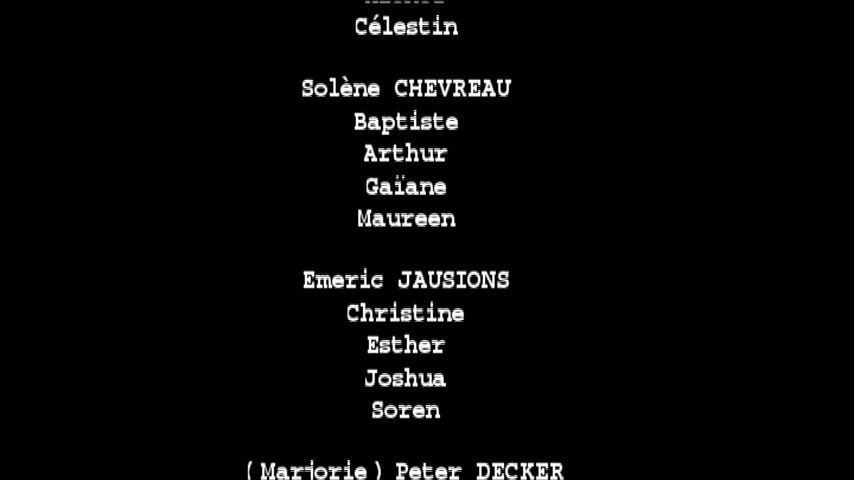 Célestin
Solène CHEVREAU
Baptiste
Arthur
Gaïane
Maureen
Emeric JAUSIONS
Christine
Esther
Joshua
Soren
(Marjorie) Peter DECKER